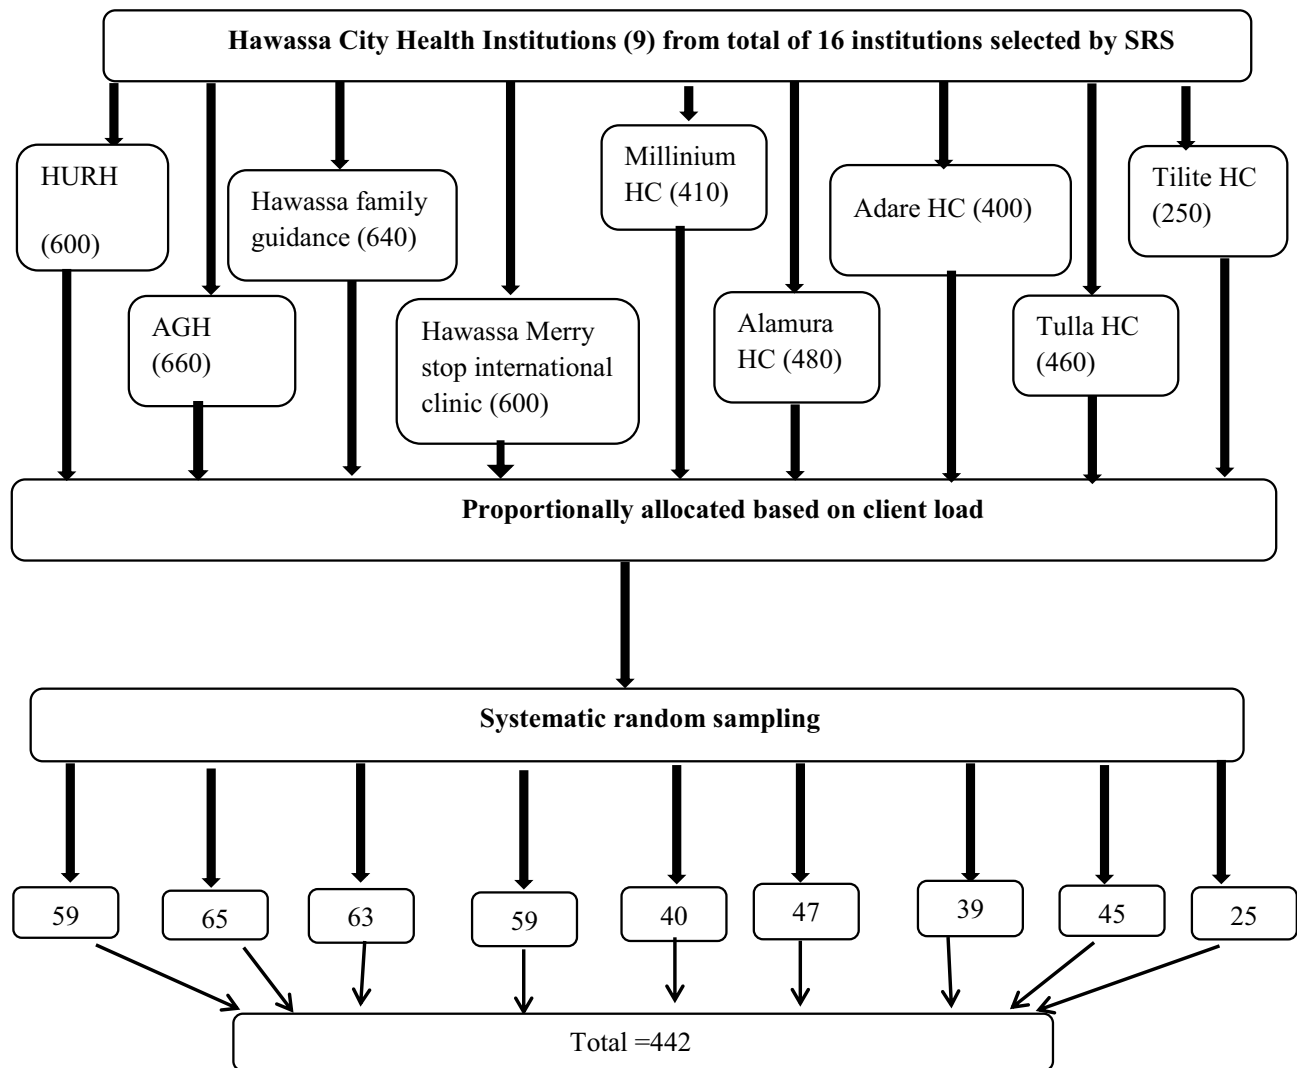 Hawassa City Health Institutions (9) from total of 16 institutions selected by SRS
HURH
(600)
AGH
(660)
Hawassa family
guidance (640)
Hawassa Merry
stop international
clinic (600)
Millinium
HC (410)
Alamura
HC (480)
Adare HC (400)
Tulla HC
(460)
Tilite HC
(250)
Proportionally allocated based on client load
Systematic random sampling
59
65
63
59
40
47
39
45
25
Total =442